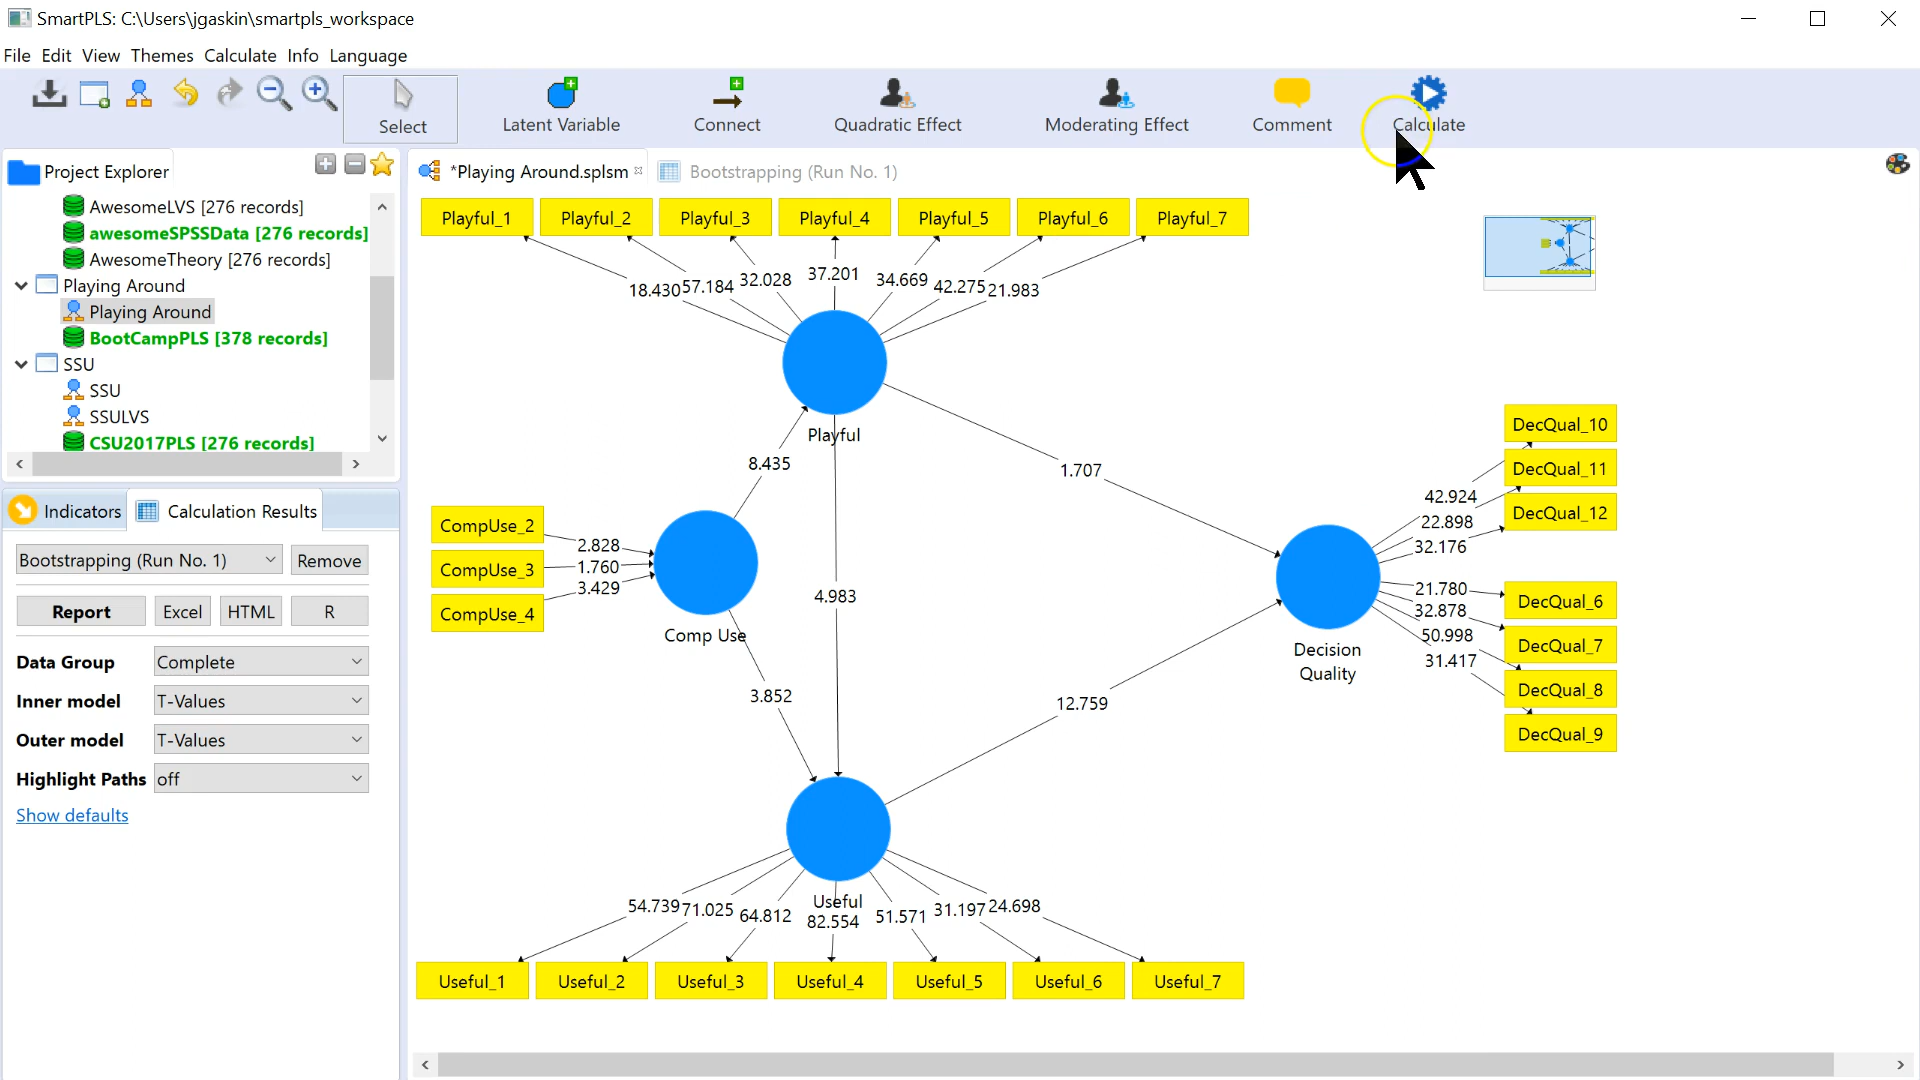 SmartPLS: C:\Users\jgaskin\smartpls_workspace
File Edit View Themes Calculate Info Language
Select
Latent Variable
Connect
Quadratic Effect
Moderating Effect
Comment
Calculate
Project Explorer
AwesomeLVS [276 records]
awesomeSPSSData [276 records]
AwesomeTheory [276 records]
Playing Around
Playing Around
BootCampPLS [378 records]
SSU
SSU
SSULVS
CSU2017PLS [276 records]
Indicators
Calculation Results
Bootstrapping (Run No. 1)
Remove
Report
Excel
HTML
R
Data Group
Complete
Inner model
T-Values
Outer model
T-Values
Highlight Paths
off
Show defaults
*Playing Around.splsm
Bootstrapping (Run No. 1)
Playful_1
Playful_2
Playful_3
Playful_4
Playful_5
Playful_6
Playful_7
18.430
57.184
32.028
37.201
34.669
42.275
21.983
Playful
8.435
1.707
CompUse_2
CompUse_3
CompUse_4
2.828
1.760
3.429
Comp Use
4.983
3.852
12.759
Decision
Quality
42.924
22.898
32.176
21.780
32.878
50.998
31.417
DecQual_10
DecQual_11
DecQual_12
DecQual_6
DecQual_7
DecQual_8
DecQual_9
Useful
54.739
71.025
64.812
82.554
51.571
31.197
24.698
Useful_1
Useful_2
Useful_3
Useful_4
Useful_5
Useful_6
Useful_7